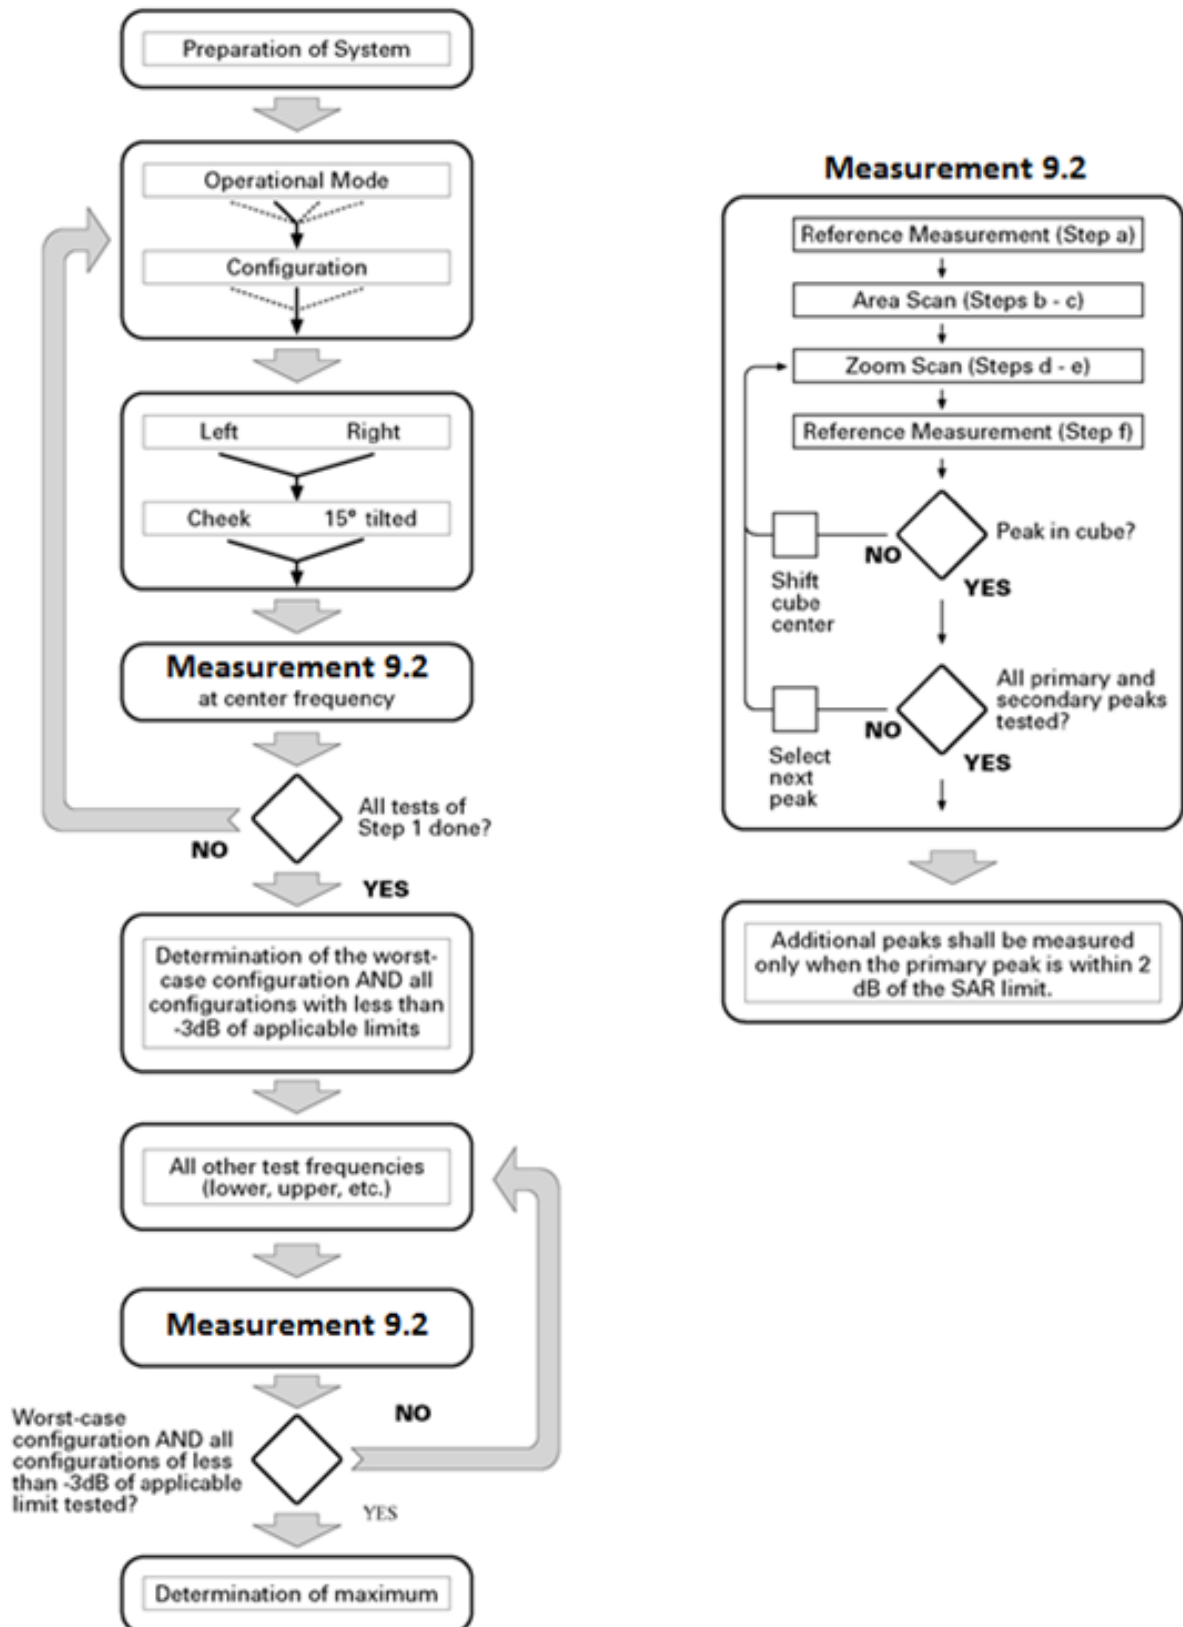 Preparation of System
Operational Mode
Configuration
Left Right
Cheek 15° tilted
Measurement 9.2
at center frequency
All tests of
Step 1 done?
NO
YES
Determination of the worst-
case configuration AND all
configurations with less than
-3dB of applicable limits
All other test frequencies
(lower, upper, etc.)
Measurement 9.2
NO
Worst-case
configuration AND all
configurations of less
than -3dB of applicable
limit tested?
YES
Determination of maximum
Measurement 9.2
Reference Measurement (Step a)
Area Scan (Steps b - c)
Zoom Scan (Steps d - e)
Reference Measurement (Step f)
Peak in cube?
NO
Shift
cube
center
YES
All primary and
secondary peaks
tested?
NO
Select
next
peak
YES
Additional peaks shall be measured
only when the primary peak is within 2
dB of the SAR limit.